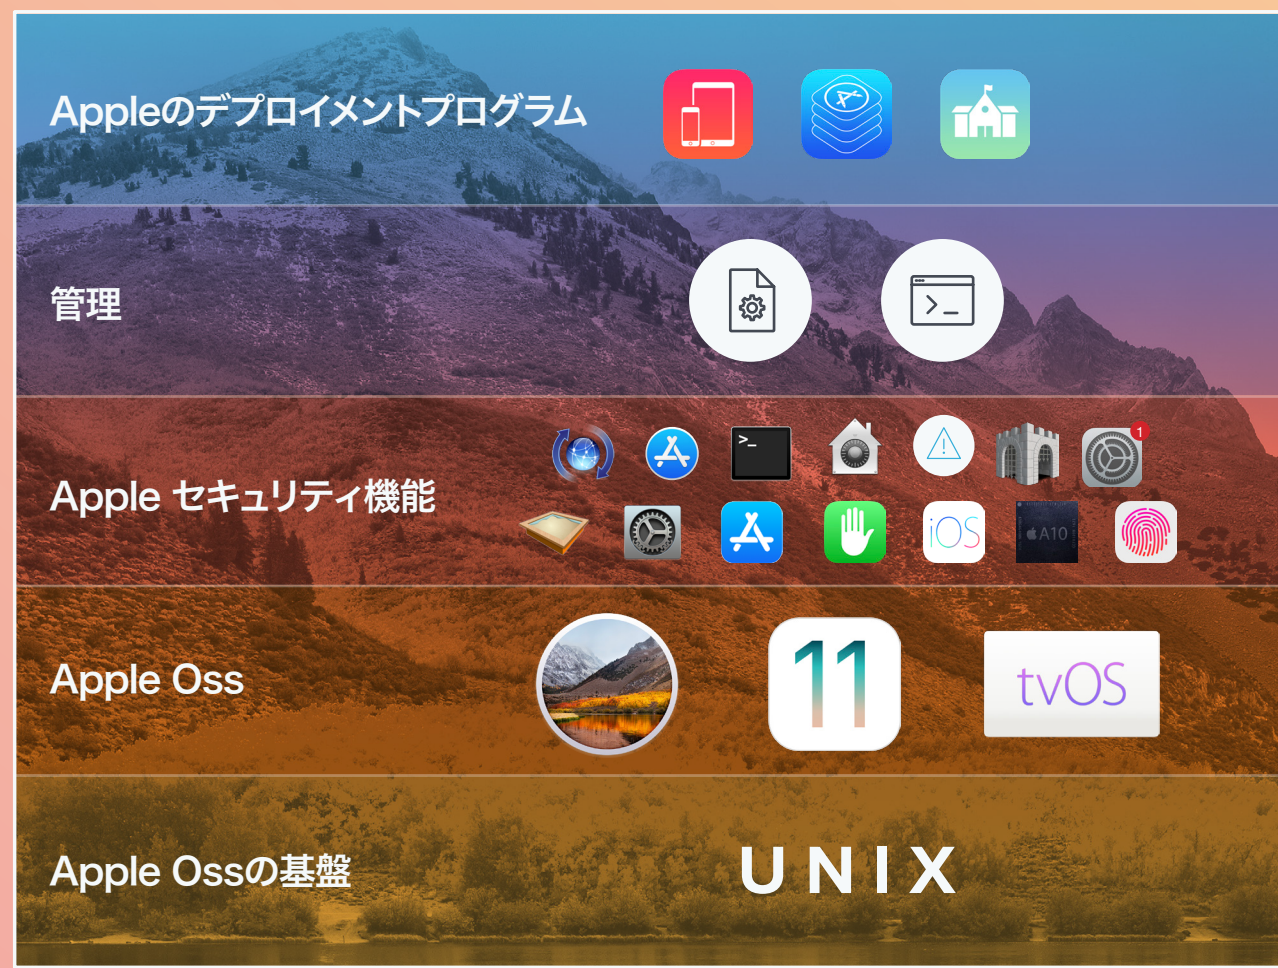 Appleのデプロイメントプログラム
管理
Apple セキュリティ機能
>_
1
iOS
A10
Apple Oss
11
tvOS
Apple Ossの基盤
UNIX